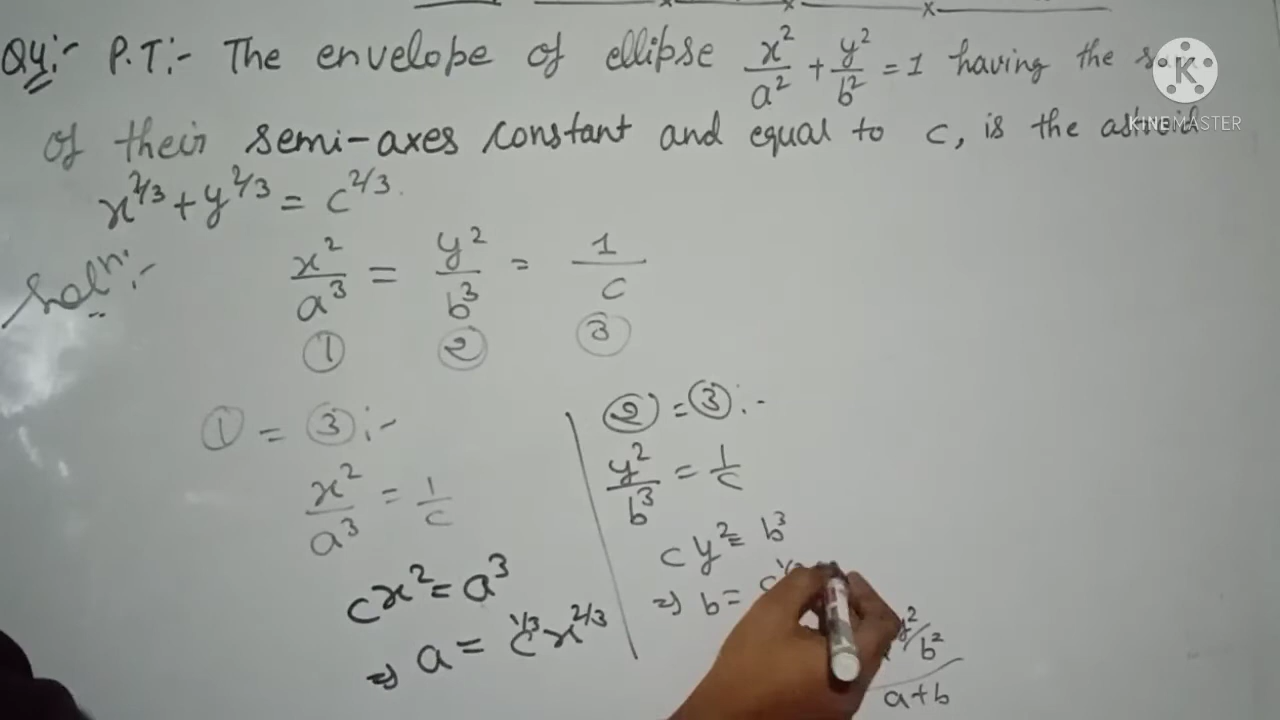 Q4:- P.T:- The envelope of ellipse x²/a² + y²/b² = 1 having the
of their semi-axes constant and equal to c, is the
x^2/3 + y^2/3 = c^2/3.
Solⁿ:-
x²/a³ = y²/b³ = 1/c
① ② ③
① = ③:-
x²/a³ = 1/c
cx² = a³
⇒ a = c^1/3 x^2/3
② = ③:-
y²/b³ = 1/c
cy² = b³
⇒ b =
y²/b²
a+b
K
KINEMASTER